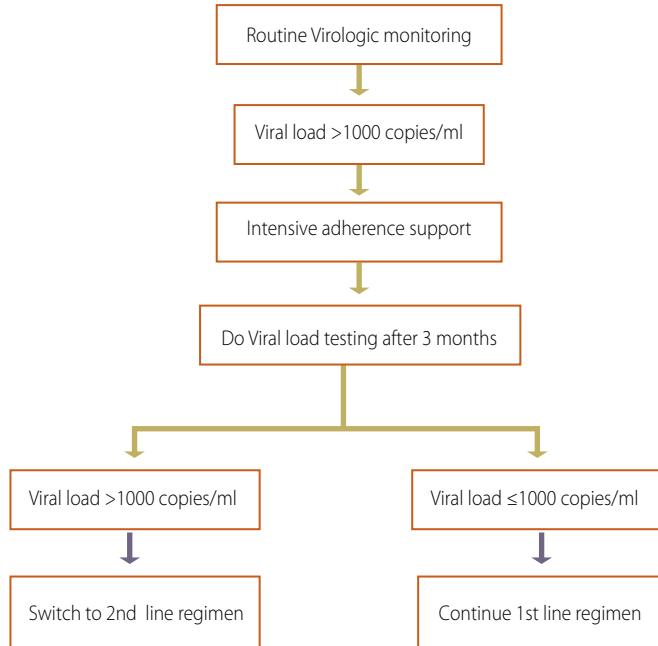 Routine Virologic monitoring
Viral load >1000 copies/ml
Intensive adherence support
Do Viral load testing after 3 months
Viral load >1000 copies/ml
Viral load ≤1000 copies/ml
Switch to 2nd line regimen
Continue 1st line regimen